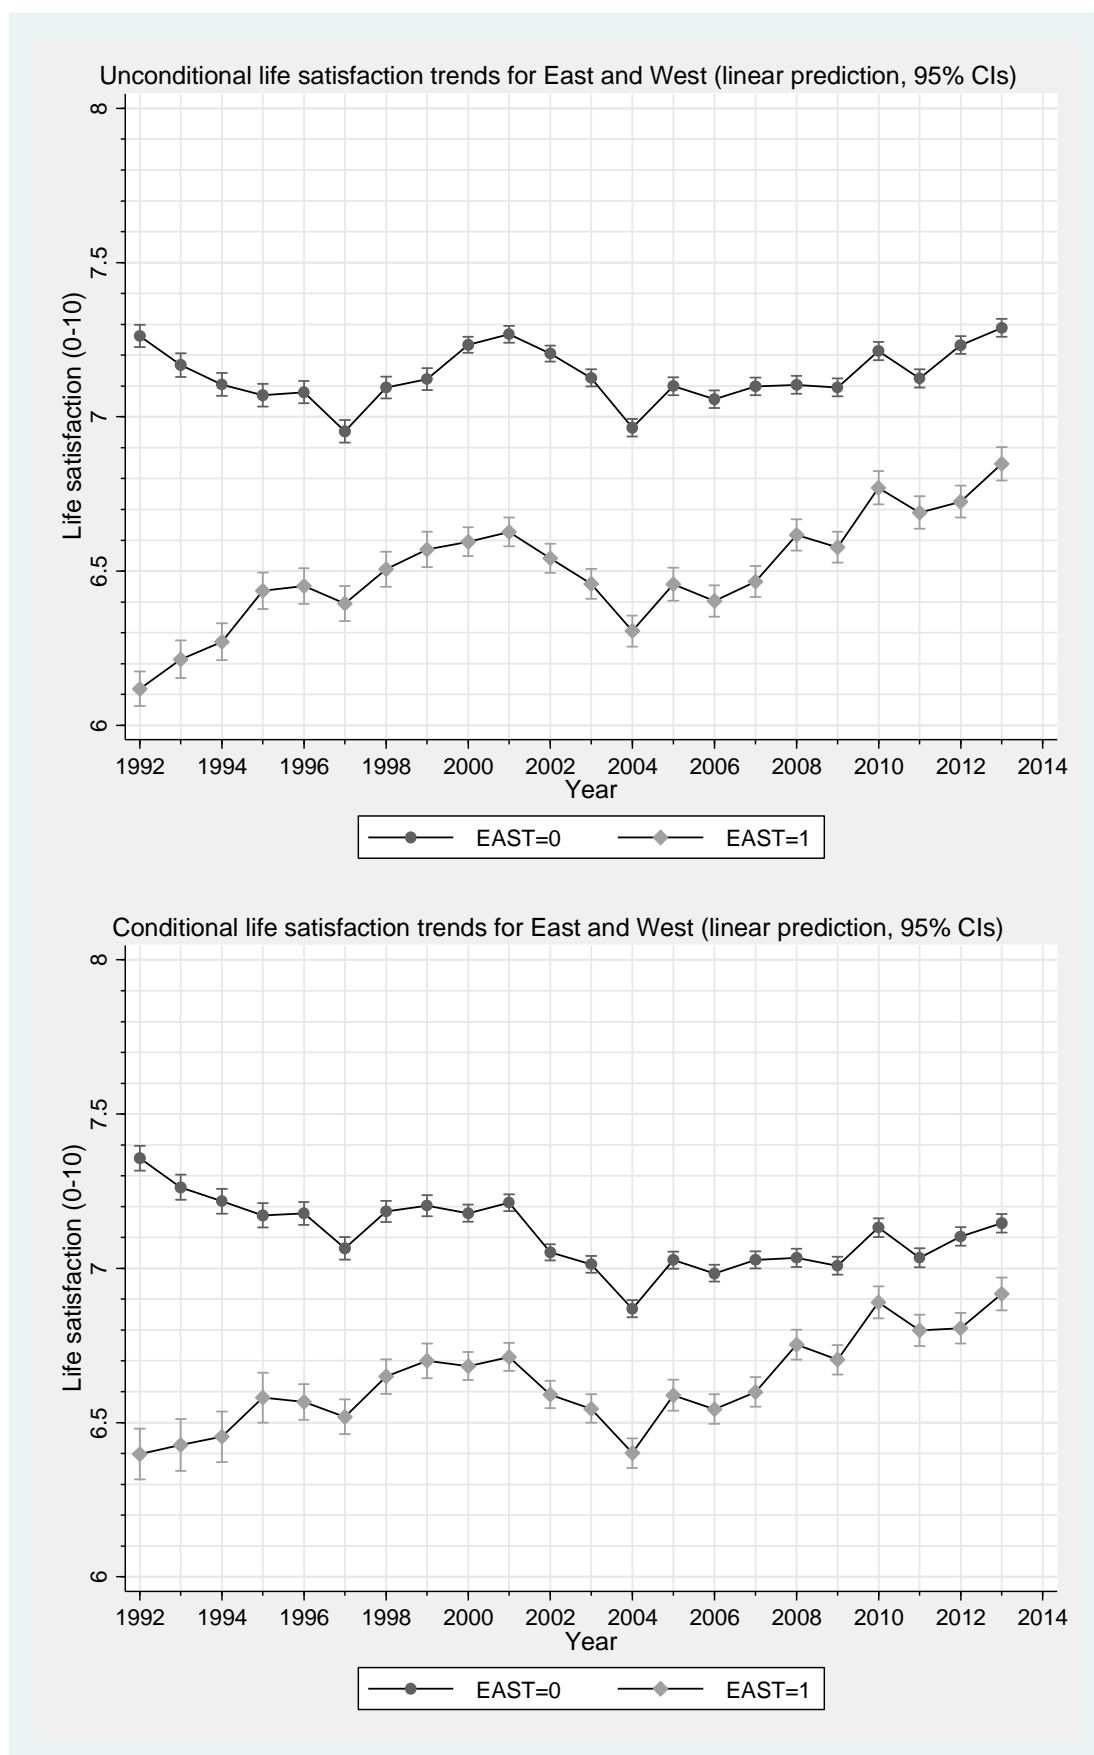 Unconditional life satisfaction trends for East and West (linear prediction, 95% CIs)
8
7.5
7
6.5
6
Life satisfaction (0-10)
1992 1994 1996 1998 2000 2002 2004 2006 2008 2010 2012 2014
Year
EAST=0 EAST=1
Conditional life satisfaction trends for East and West (linear prediction, 95% CIs)
8
7.5
7
6.5
6
Life satisfaction (0-10)
1992 1994 1996 1998 2000 2002 2004 2006 2008 2010 2012 2014
Year
EAST=0 EAST=1